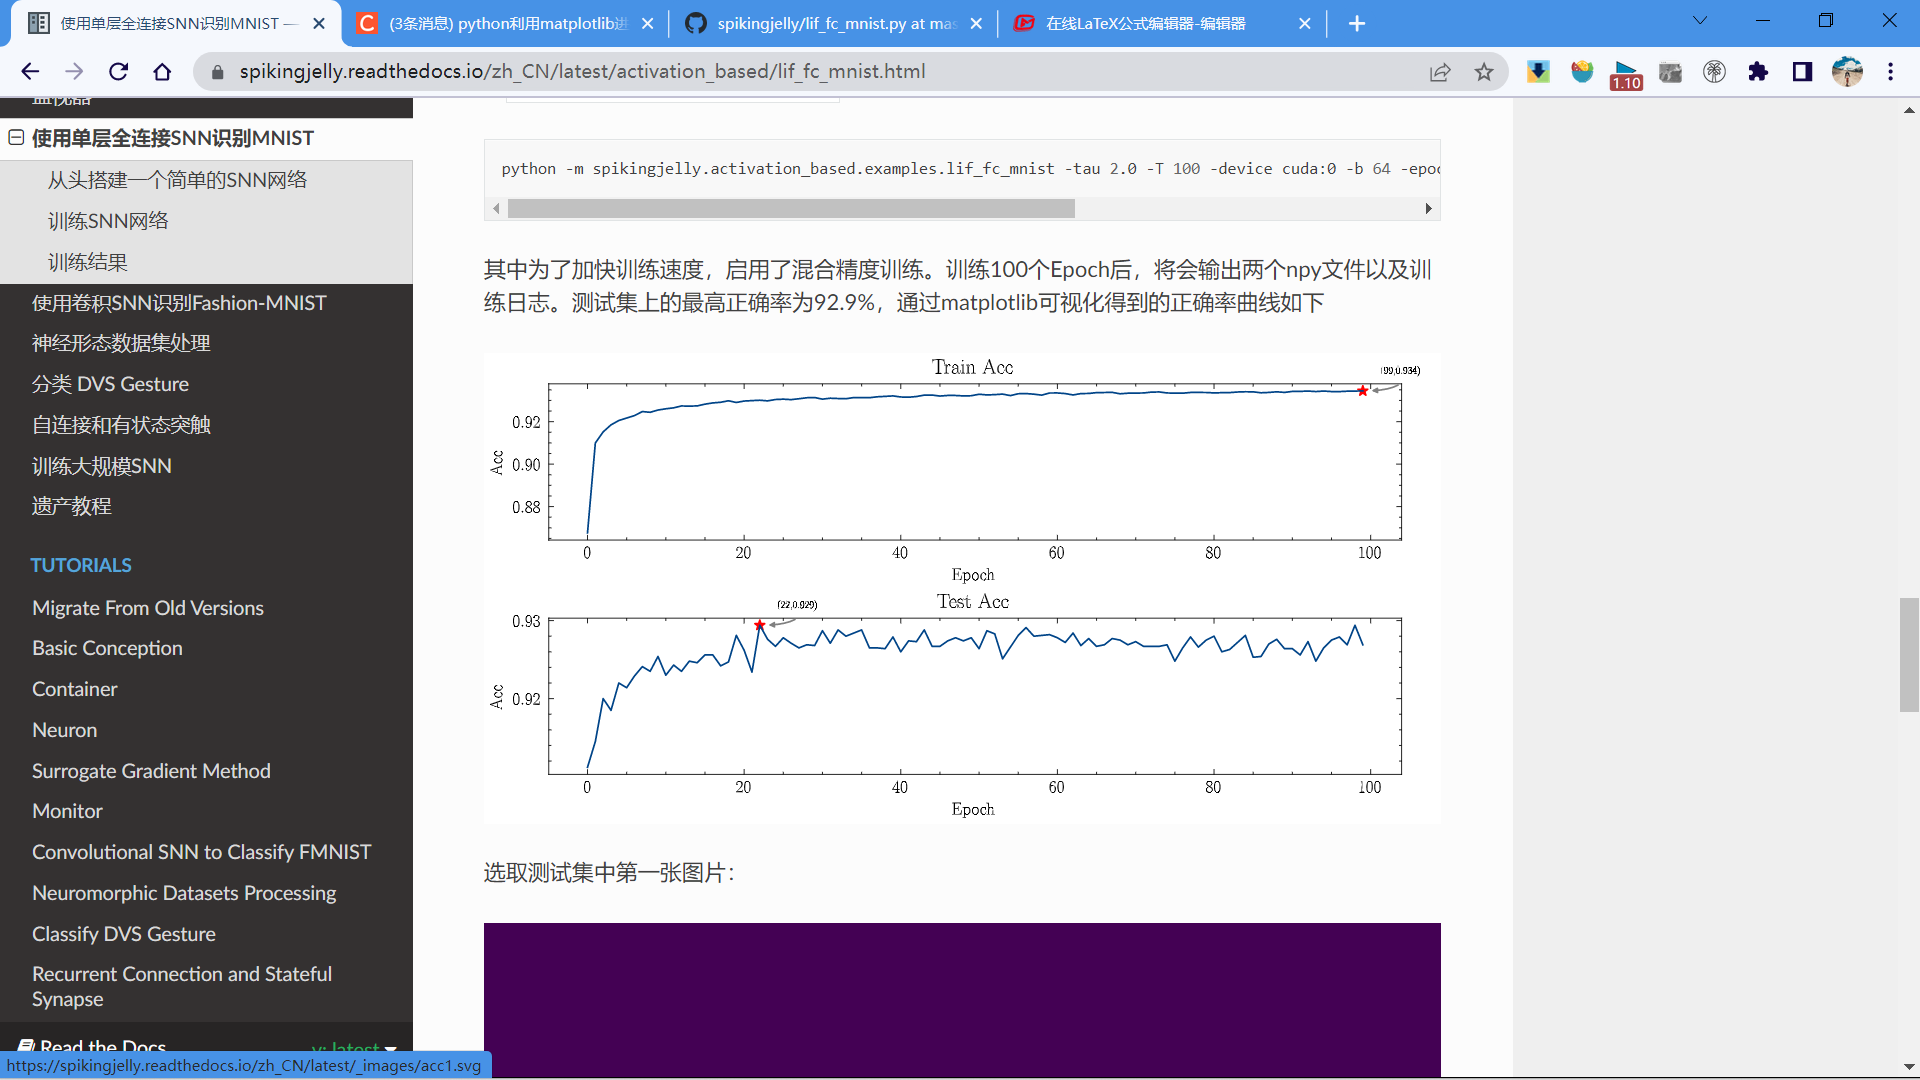 使用单层全连接SNN识别MNIST —
(3条消息) python利用matplotlib进
spikingjelly/lif_fc_mnist.py at mas
在线LaTeX公式编辑器-编辑器
spikingjelly.readthedocs.io/zh_CN/latest/activation_based/lif_fc_mnist.html
1.10
监视器
使用单层全连接SNN识别MNIST
从头搭建一个简单的SNN网络
训练SNN网络
训练结果
使用卷积SNN识别Fashion-MNIST
神经形态数据集处理
分类 DVS Gesture
自连接和有状态突触
训练大规模SNN
遗产教程
TUTORIALS
Migrate From Old Versions
Basic Conception
Container
Neuron
Surrogate Gradient Method
Monitor
Convolutional SNN to Classify FMNIST
Neuromorphic Datasets Processing
Classify DVS Gesture
Recurrent Connection and Stateful
Synapse
Read the Docs
v: latest
https://spikingjelly.readthedocs.io/zh_CN/latest/_images/acc1.svg
python -m spikingjelly.activation_based.examples.lif_fc_mnist -tau 2.0 -T 100 -device cuda:0 -b 64 -epoc
其中为了加快训练速度，启用了混合精度训练。训练100个Epoch后，将会输出两个npy文件以及训
练日志。测试集上的最高正确率为92.9%，通过matplotlib可视化得到的正确率曲线如下
Train Acc
(99,0.934)
0.92
0.90
0.88
Acc
0 20 40 60 80 100
Epoch
Test Acc
(22,0.929)
0.93
0.92
Acc
0 20 40 60 80 100
Epoch
选取测试集中第一张图片：